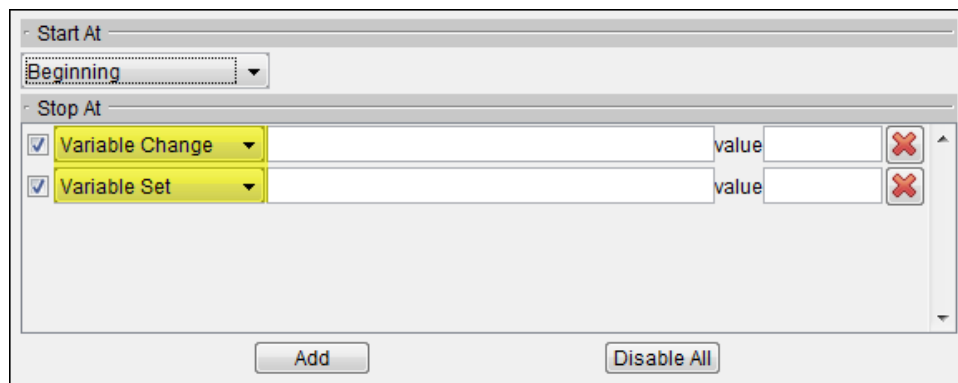 Start At
Beginning
Stop At
Variable Change value
Variable Set value
Add Disable All